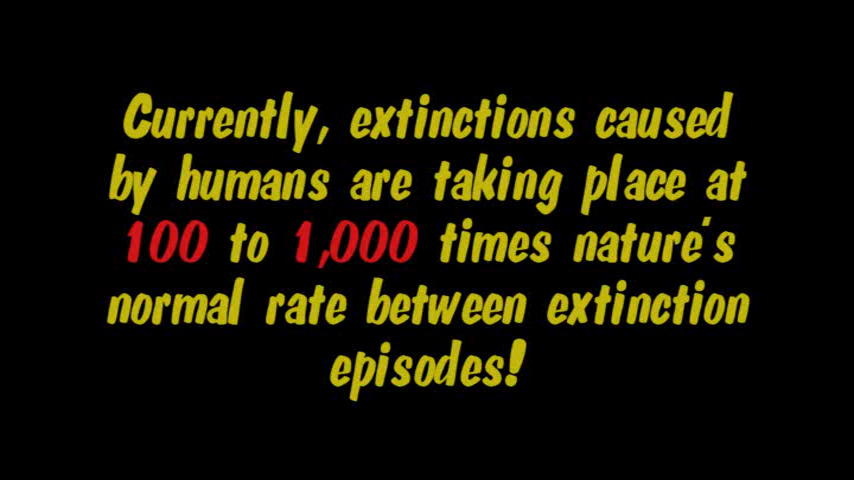 Currently, extinctions caused
by humans are taking place at
100 to 1,000 times nature's
normal rate between extinction
episodes!